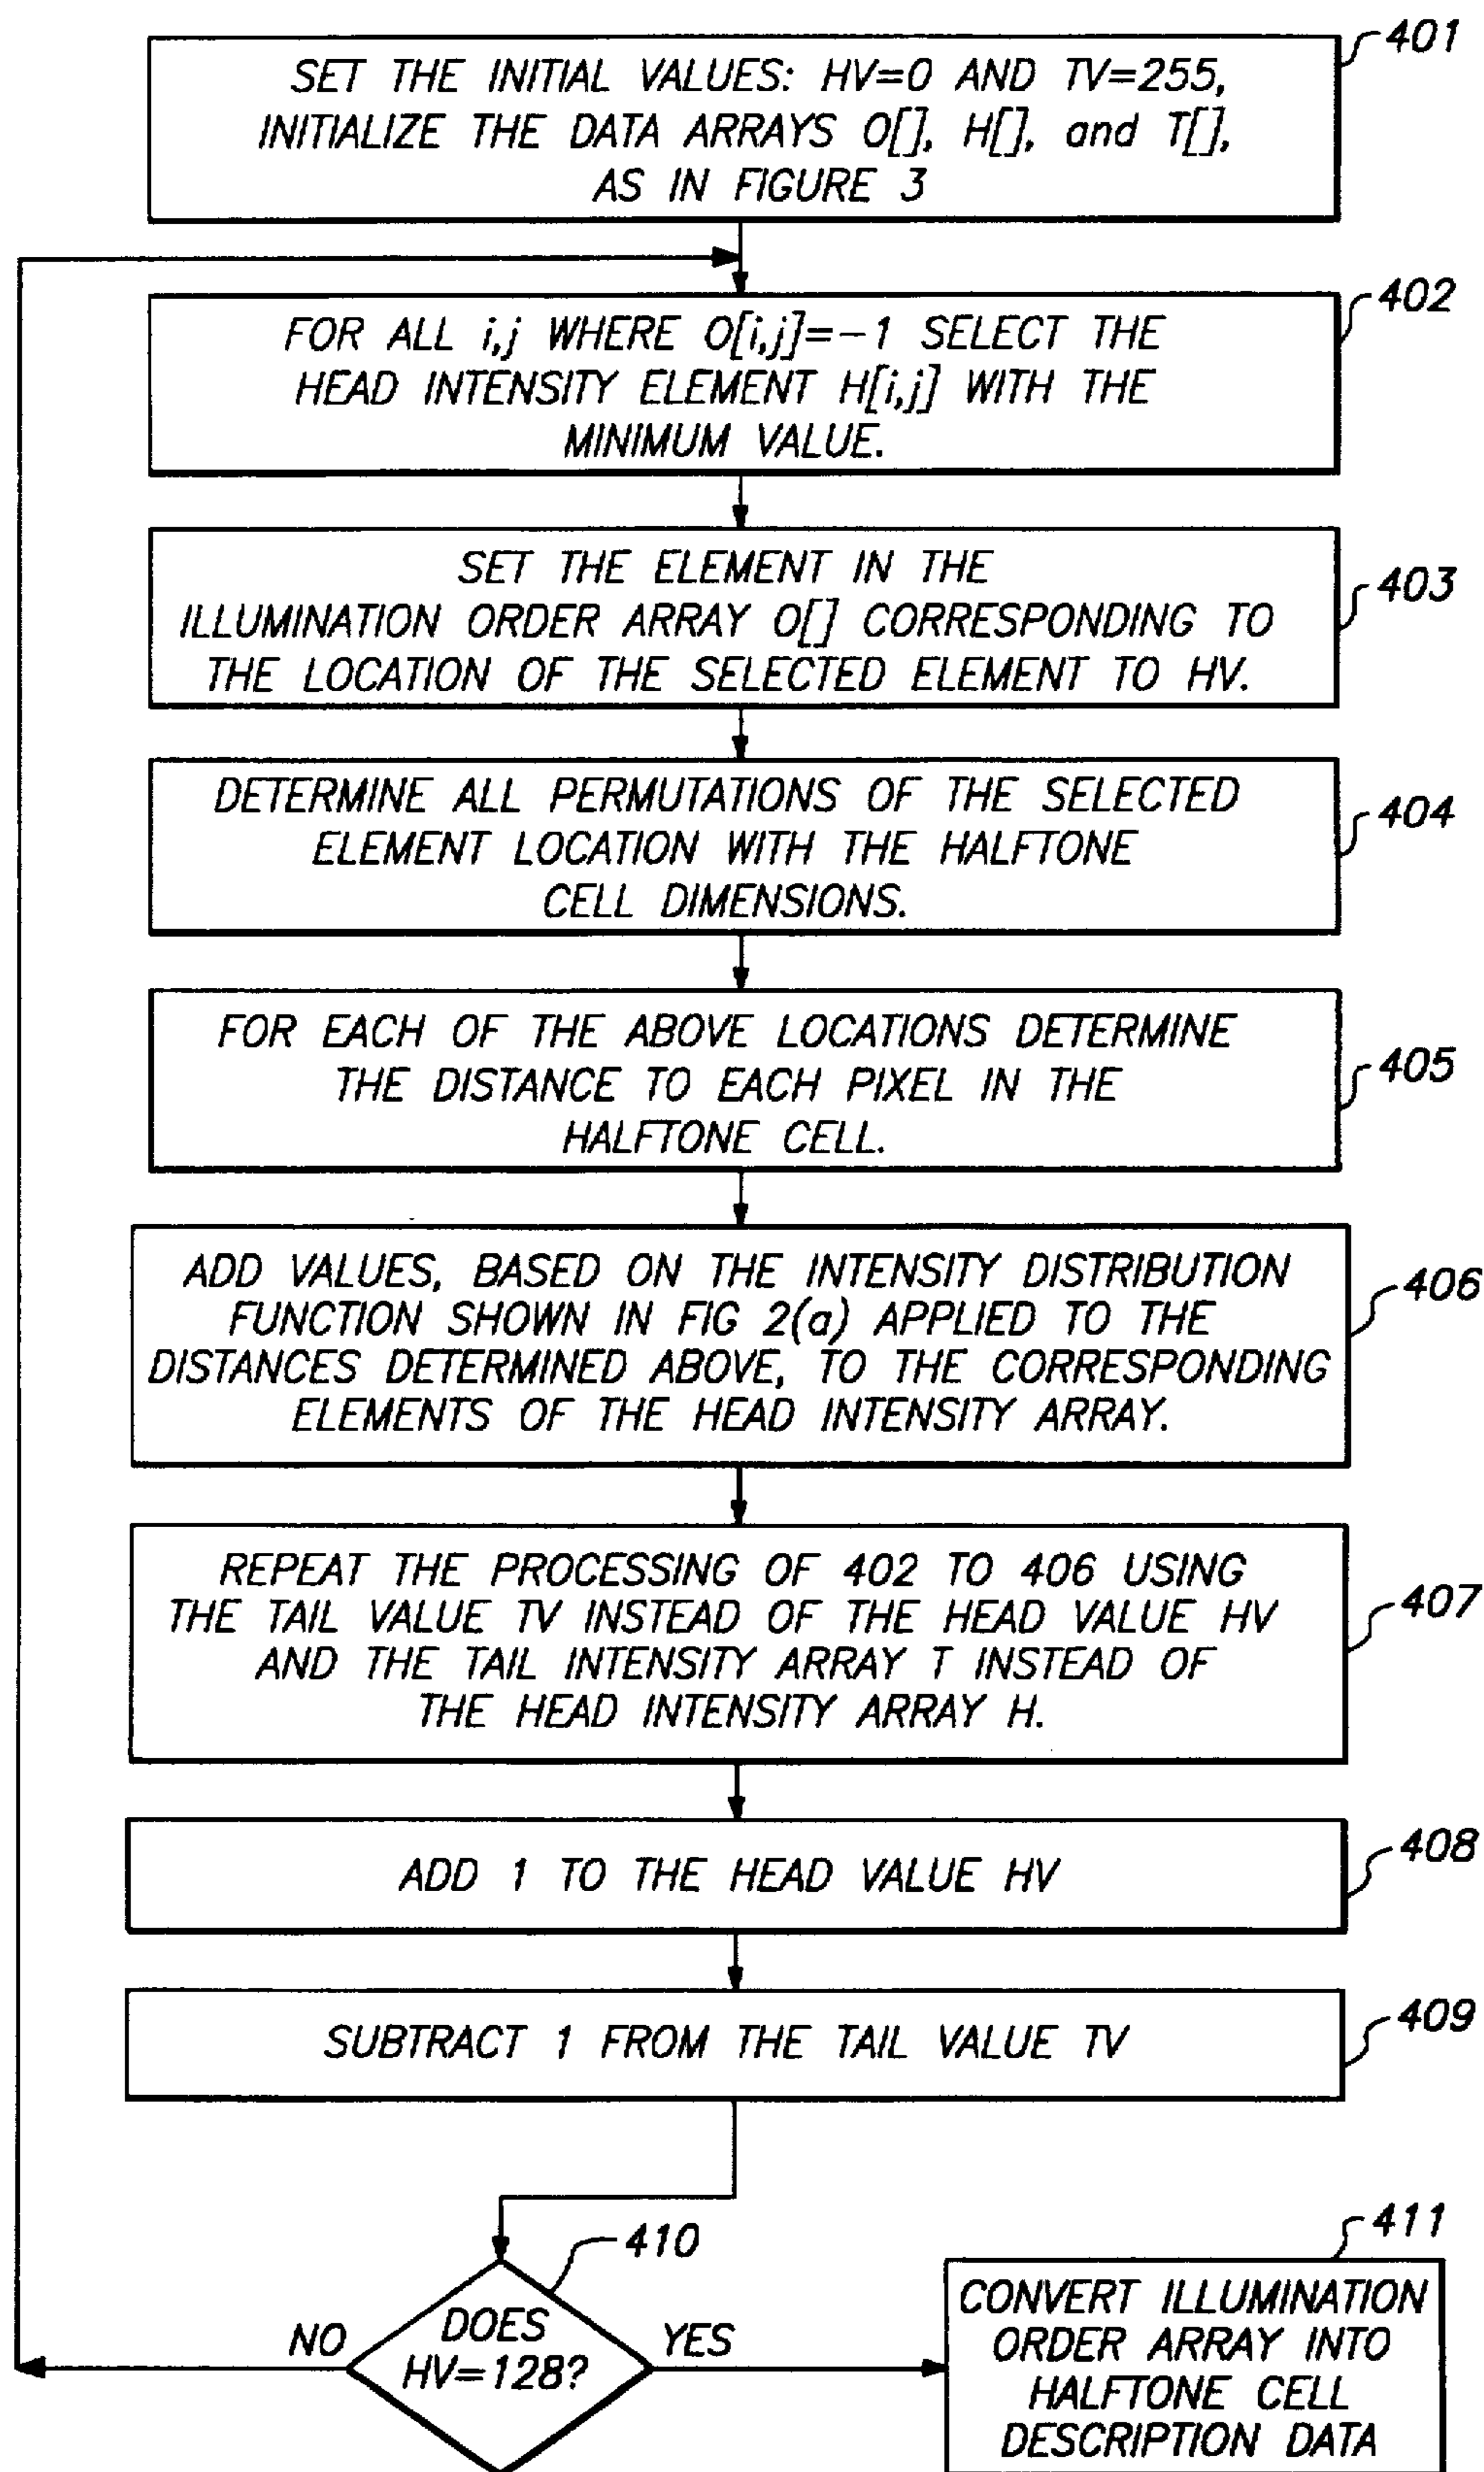 401
SET THE INITIAL VALUES: HV=0 AND TV=255,
INITIALIZE THE DATA ARRAYS O[], H[], and T[],
AS IN FIGURE 3
402
FOR ALL i,j WHERE O[i,j]=-1 SELECT THE
HEAD INTENSITY ELEMENT H[i,j] WITH THE
MINIMUM VALUE.
403
SET THE ELEMENT IN THE
ILLUMINATION ORDER ARRAY O[] CORRESPONDING TO
THE LOCATION OF THE SELECTED ELEMENT TO HV.
404
DETERMINE ALL PERMUTATIONS OF THE SELECTED
ELEMENT LOCATION WITH THE HALFTONE
CELL DIMENSIONS.
405
FOR EACH OF THE ABOVE LOCATIONS DETERMINE
THE DISTANCE TO EACH PIXEL IN THE
HALFTONE CELL.
406
ADD VALUES, BASED ON THE INTENSITY DISTRIBUTION
FUNCTION SHOWN IN FIG 2(a) APPLIED TO THE
DISTANCES DETERMINED ABOVE, TO THE CORRESPONDING
ELEMENTS OF THE HEAD INTENSITY ARRAY.
407
REPEAT THE PROCESSING OF 402 TO 406 USING
THE TAIL VALUE TV INSTEAD OF THE HEAD VALUE HV
AND THE TAIL INTENSITY ARRAY T INSTEAD OF
THE HEAD INTENSITY ARRAY H.
408
ADD 1 TO THE HEAD VALUE HV
409
SUBTRACT 1 FROM THE TAIL VALUE TV
410
DOES
HV=128?
NO
YES
411
CONVERT ILLUMINATION
ORDER ARRAY INTO
HALFTONE CELL
DESCRIPTION DATA